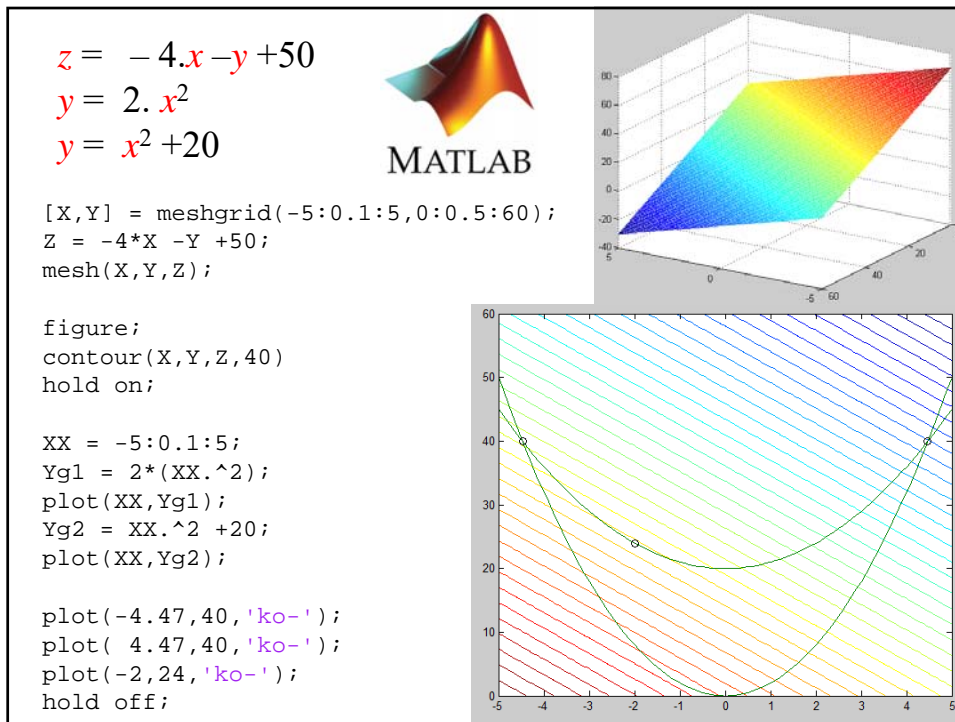 z = – 4.x –y +50
y = 2. x²
y = x² +20
MATLAB
[X,Y] = meshgrid(-5:0.1:5,0:0.5:60);
Z = -4*X -Y +50;
mesh(X,Y,Z);
figure;
contour(X,Y,Z,40)
hold on;
XX = -5:0.1:5;
Yg1 = 2*(XX.^2);
plot(XX,Yg1);
Yg2 = XX.^2 +20;
plot(XX,Yg2);
plot(-4.47,40,'ko-');
plot( 4.47,40,'ko-');
plot(-2,24,'ko-');
hold off;
80
60
40
20
0
-20
-40
5
0
-5
60
40
20
60
50
40
30
20
10
0
-5 -4 -3 -2 -1 0 1 2 3 4 5